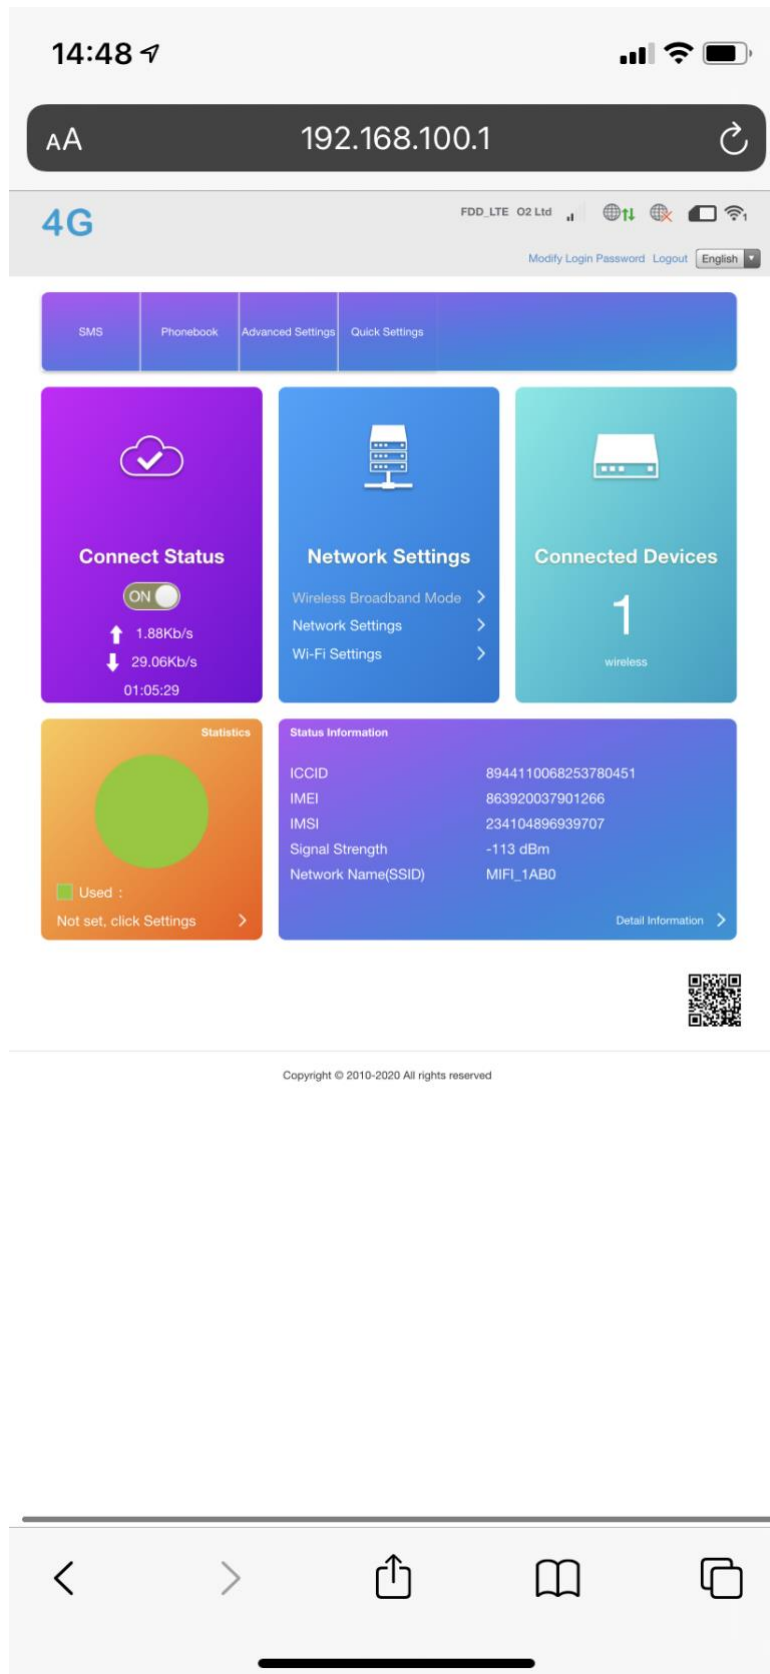 14:48
AA 192.168.100.1
4G
FDD_LTE O2 Ltd 1
Modify Login Password Logout English
SMS Phonebook Advanced Settings Quick Settings
Connect Status
ON
1.88Kb/s
29.06Kb/s
01:05:29
Network Settings
Wireless Broadband Mode
Network Settings
Wi-Fi Settings
Connected Devices
1
wireless
Statistics
Used :
Not set, click Settings
Status Information
ICCID 8944110068253780451
IMEI 863920037901266
IMSI 234104896939707
Signal Strength -113 dBm
Network Name(SSID) MIFI_1AB0
Detail Information
Copyright © 2010-2020 All rights reserved